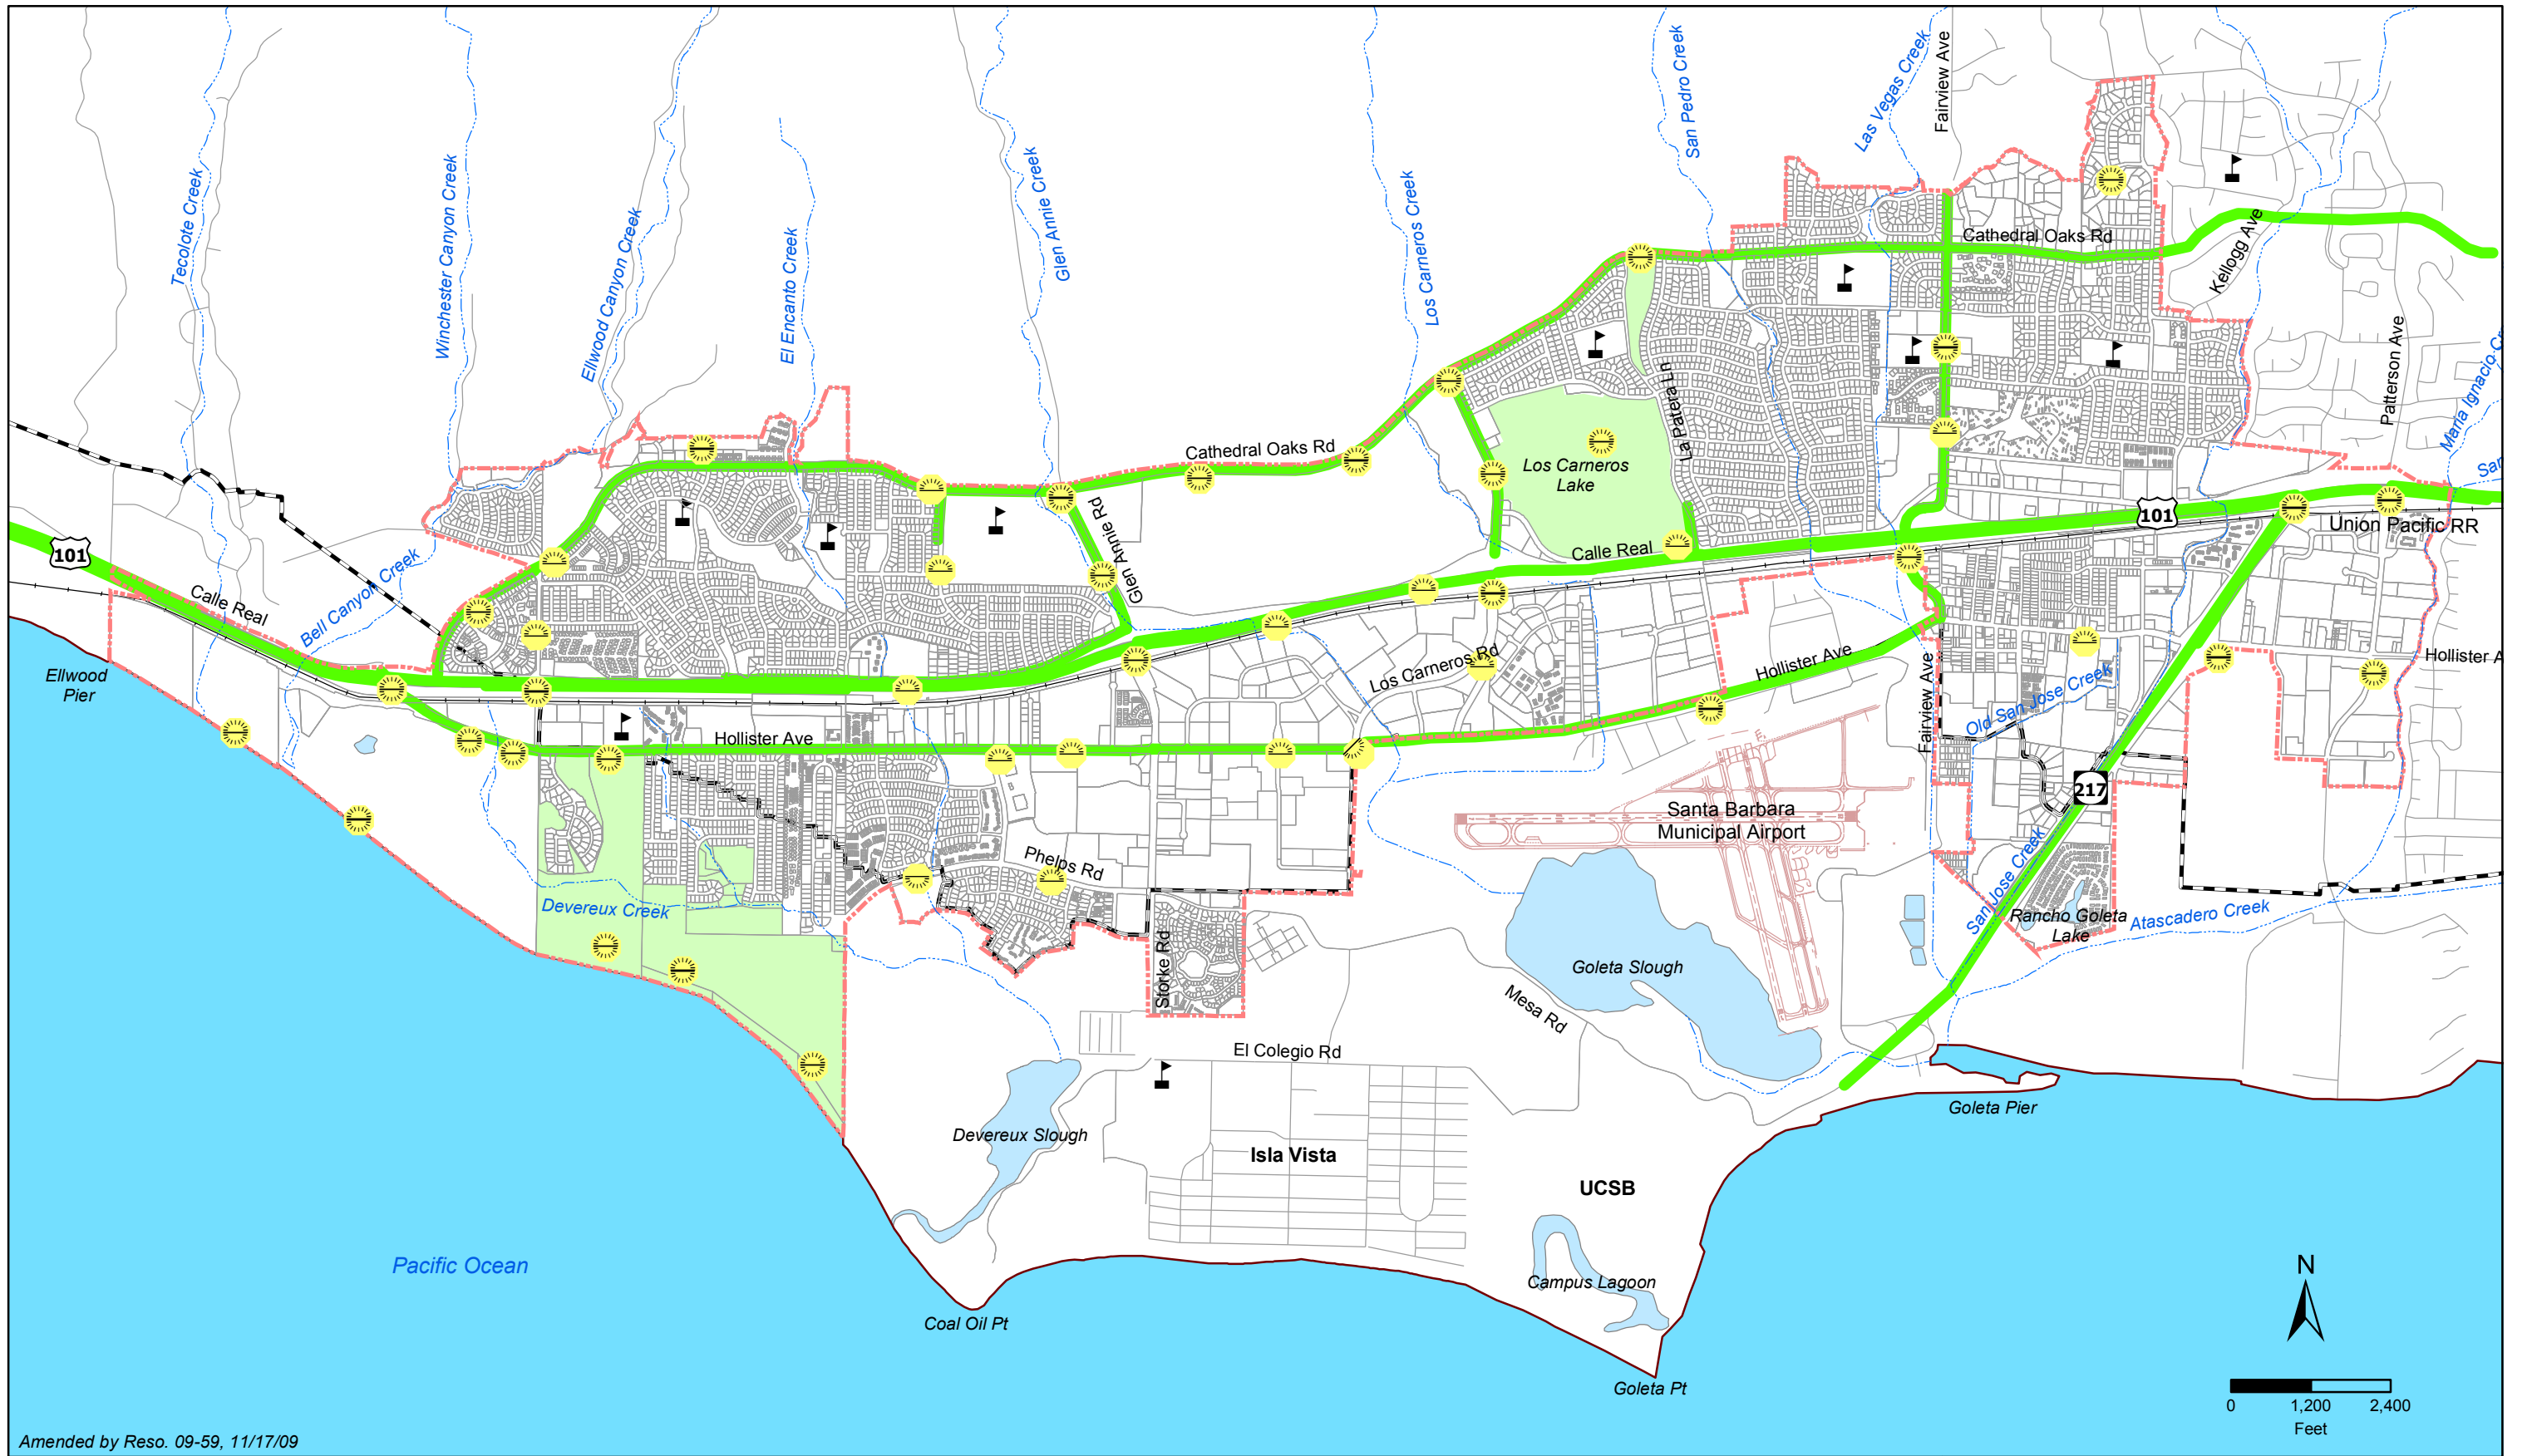 Tecolote Creek
Winchester Canyon Creek
Ellwood Canyon Creek
El Encanto Creek
Glen Annie Creek
Los Carneros Creek
San Pedro Creek
Las Vegas Creek
Fairview Ave
Cathedral Oaks Rd
Kellogg Ave
Patterson Ave
Maria Ignacio
San
Cathedral Oaks Rd
La Patera Ln
Los Carneros
Lake
Glen Annie Rd
101
Calle Real
Bell Canyon Creek
Calle Real
101
Union Pacific RR
Ellwood
Pier
Los Carneros Rd
Hollister Ave
Hollister A
Fairview Ave
Old San Jose Creek
Hollister Ave
217
Santa Barbara
Municipal Airport
Phelps Rd
Devereux Creek
San Jose Creek
Rancho Goleta
Lake
Atascadero Creek
Storke Rd
Goleta Slough
Mesa Rd
El Colegio Rd
Goleta Pier
Devereux Slough
Isla Vista
UCSB
Pacific Ocean
Campus Lagoon
Coal Oil Pt
Goleta Pt
N
0 1,200 2,400
Feet
Amended by Reso. 09-59, 11/17/09